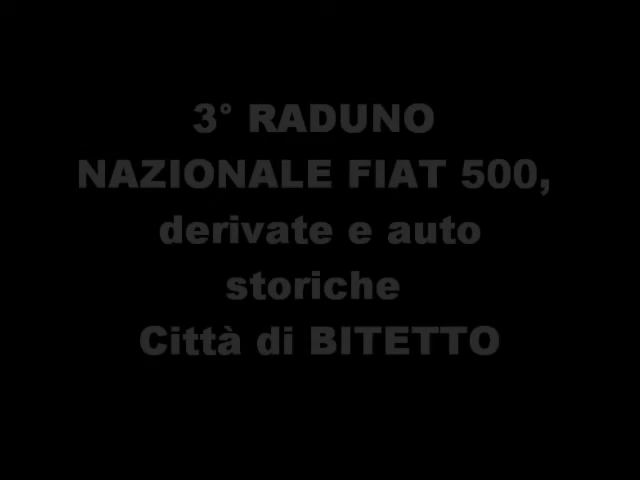 3° RADUNO
NAZIONALE FIAT 500,
derivate e auto
storiche
Città di BITETTO